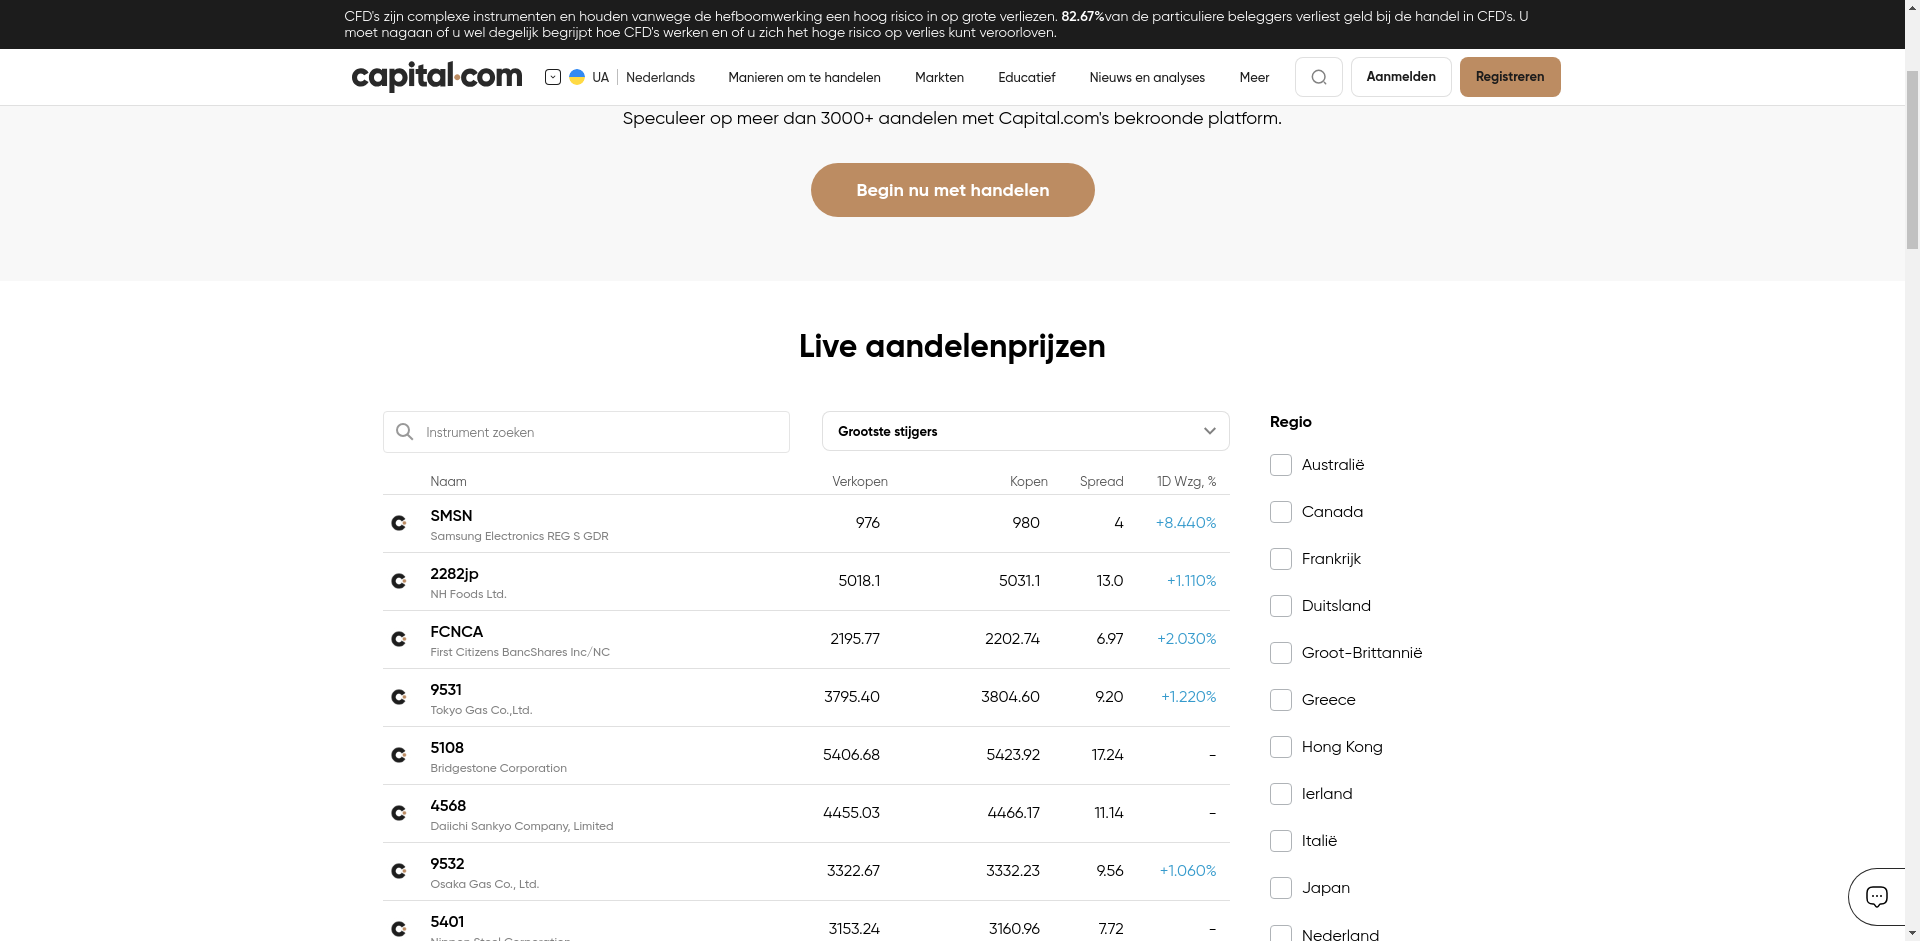 CFD's zijn complexe instrumenten en houden vanwege de hefboomwerking een hoog risico in op grote verliezen. 82.67%van de particuliere beleggers verliest geld bij de handel in CFD's. U
moet nagaan of u wel degelijk begrijpt hoe CFD's werken en of u zich het hoge risico op verlies kunt veroorloven.
capital.com UA Nederlands Manieren om te handelen Markten Educatief Nieuws en analyses Meer Aanmelden Registreren
Speculeer op meer dan 3000+ aandelen met Capital.com's bekroonde platform.
Begin nu met handelen
Live aandelenprijzen
Instrument zoeken
Grootste stijgers
Naam Verkopen Kopen Spread 1D Wzg, %
SMSN 976 980 4 +8.440%
Samsung Electronics REG S GDR
2282jp 5018.1 5031.1 13.0 +1.110%
NH Foods Ltd.
FCNCA 2195.77 2202.74 6.97 +2.030%
First Citizens BancShares Inc/NC
9531 3795.40 3804.60 9.20 +1.220%
Tokyo Gas Co.,Ltd.
5108 5406.68 5423.92 17.24 -
Bridgestone Corporation
4568 4455.03 4466.17 11.14 -
Daiichi Sankyo Company, Limited
9532 3322.67 3332.23 9.56 +1.060%
Osaka Gas Co., Ltd.
5401 3153.24 3160.96 7.72 -
Nippon Steel Corporation
Regio
Australië
Canada
Frankrijk
Duitsland
Groot-Brittannië
Greece
Hong Kong
Ierland
Italië
Japan
Nederland